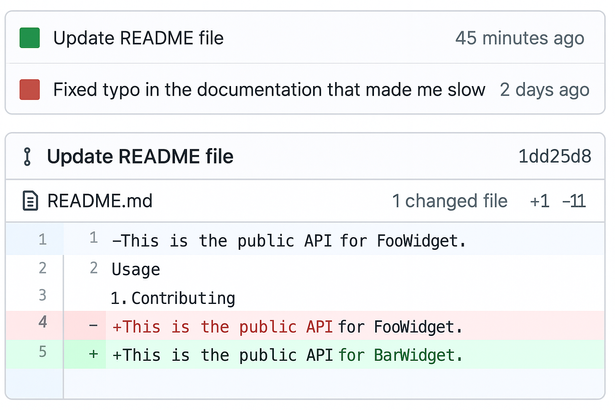 Update README file 45 minutes ago
Fixed typo in the documentation that made me slow 2 days ago
Update README file 1dd25d8
README.md 1 changed file +1 −11
1 1 −This is the public API for FooWidget.
2 2 Usage
3 1. Contributing
4 − +This is the public API for FooWidget.
5 + +This is the public API for BarWidget.